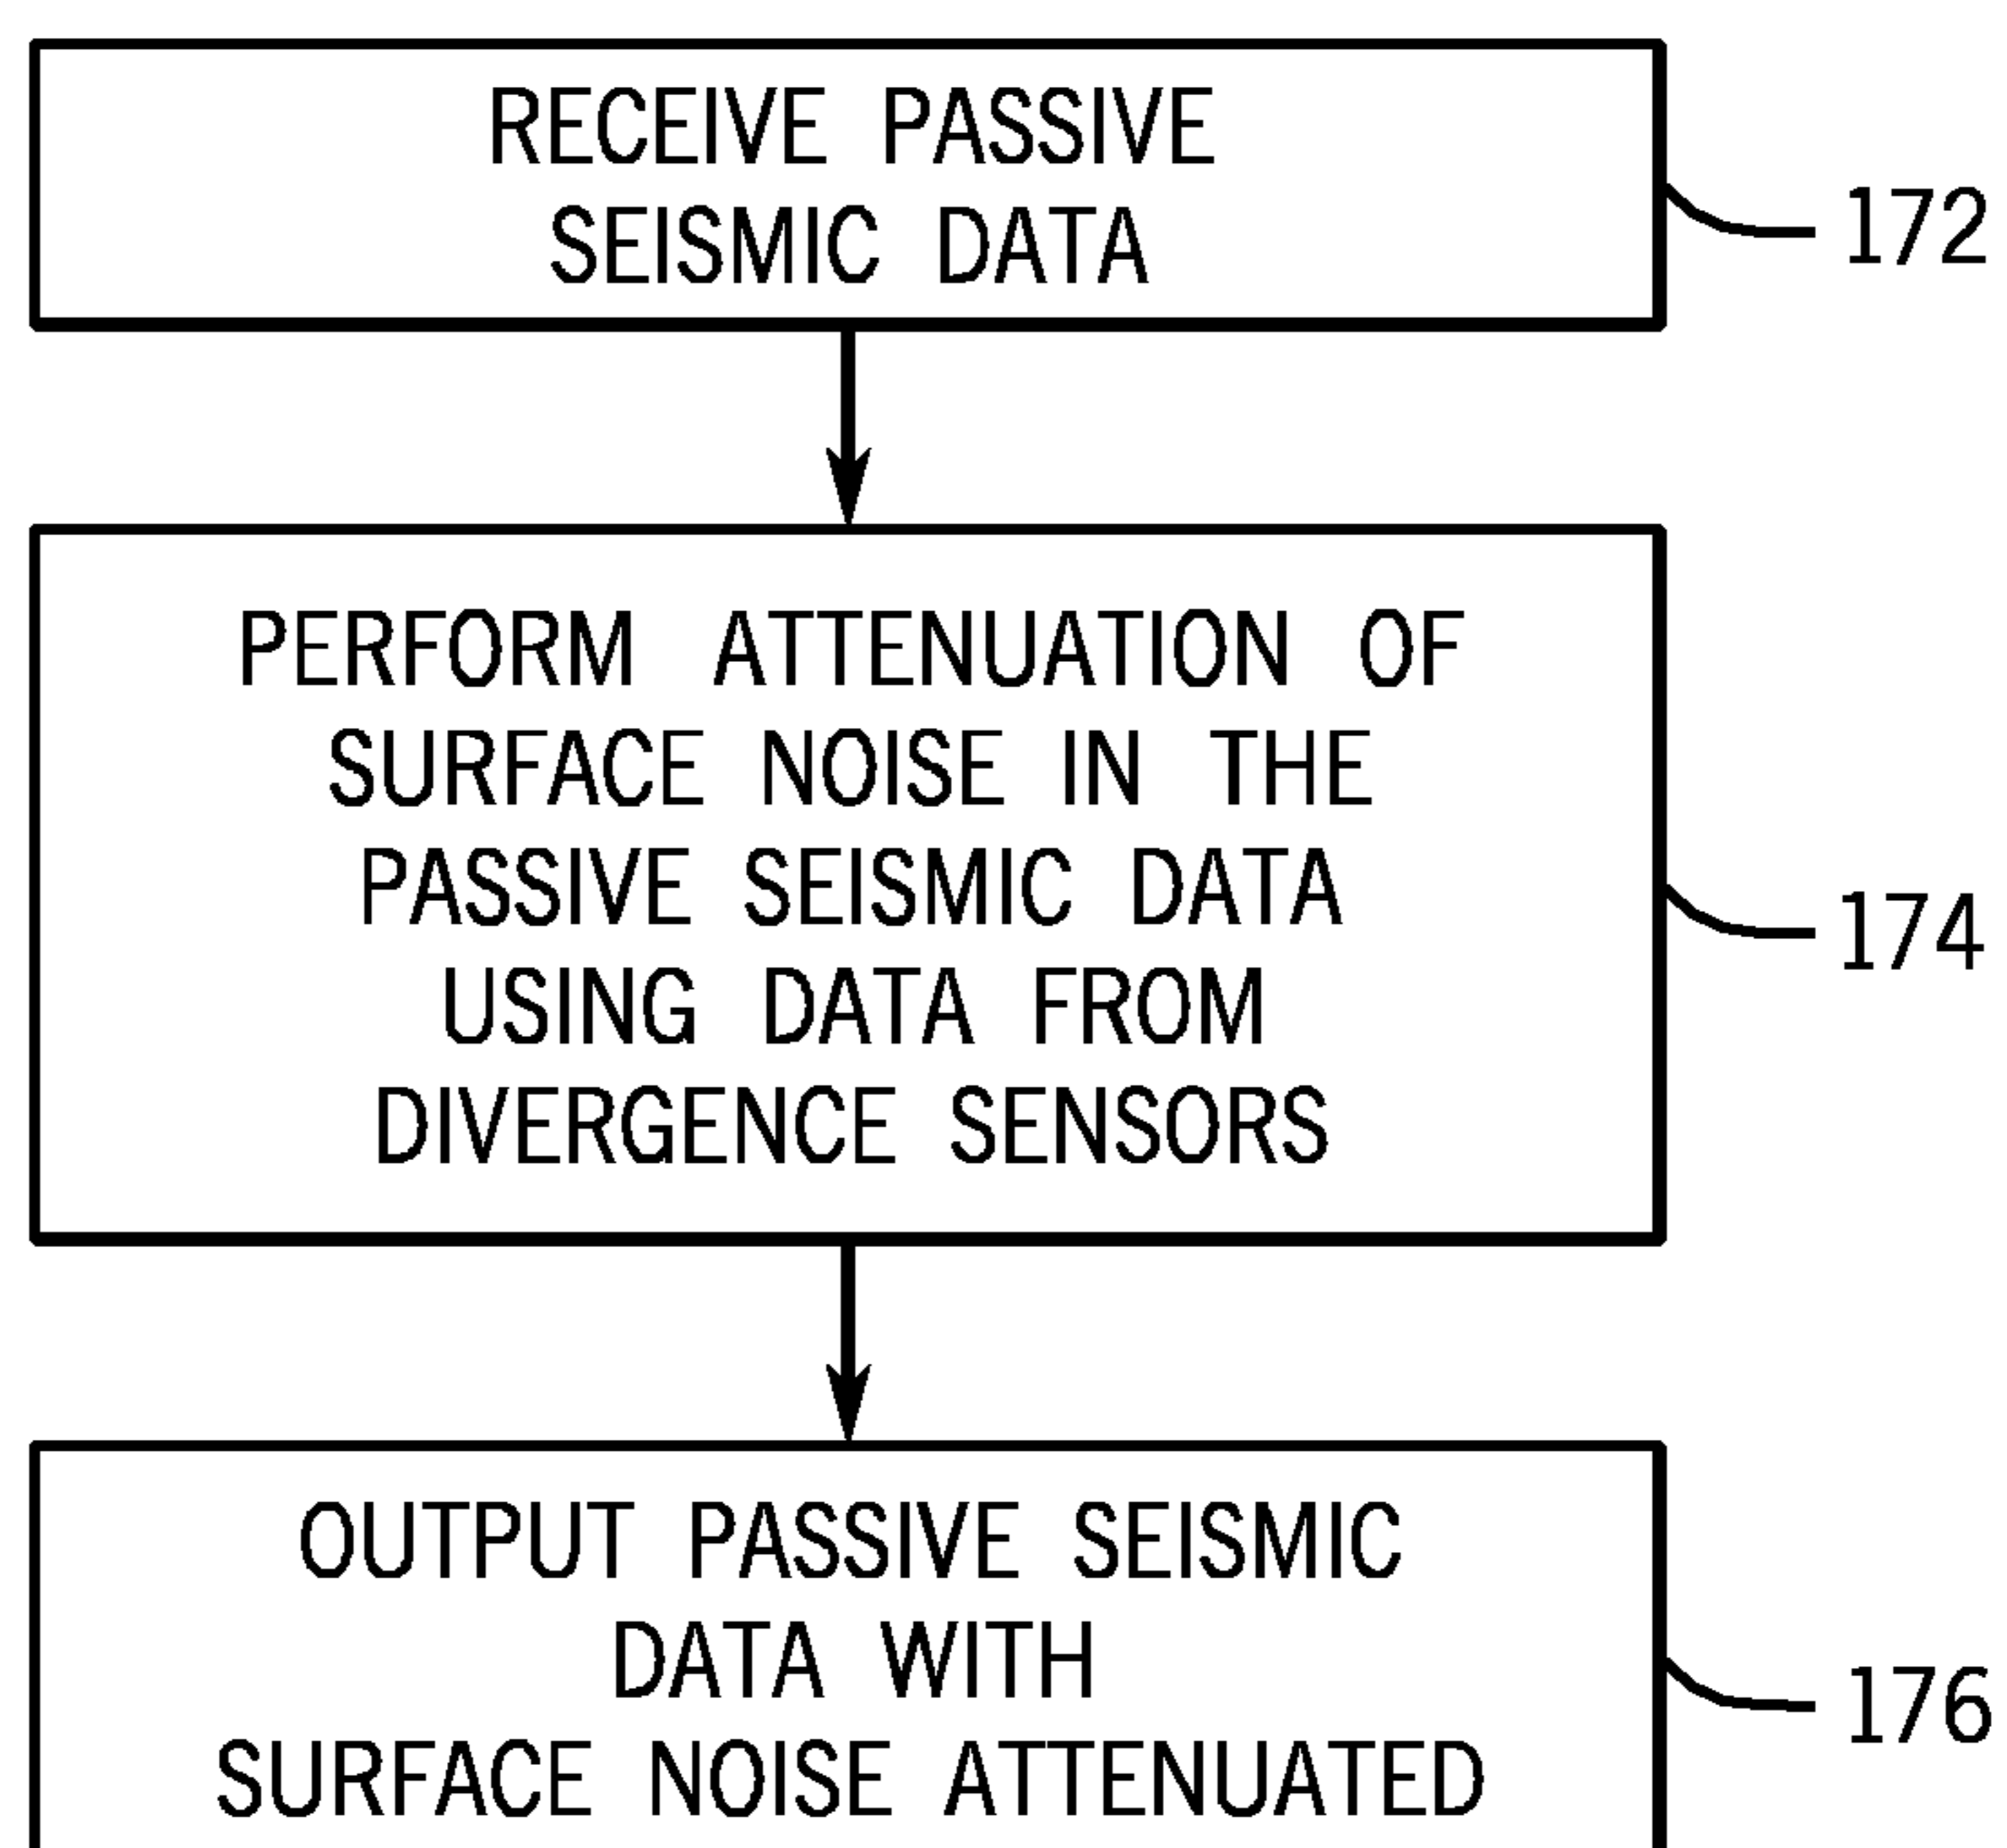 RECEIVE PASSIVE
SEISMIC DATA
172
PERFORM ATTENUATION OF
SURFACE NOISE IN THE
PASSIVE SEISMIC DATA
USING DATA FROM
DIVERGENCE SENSORS
174
OUTPUT PASSIVE SEISMIC
DATA WITH
SURFACE NOISE ATTENUATED
176